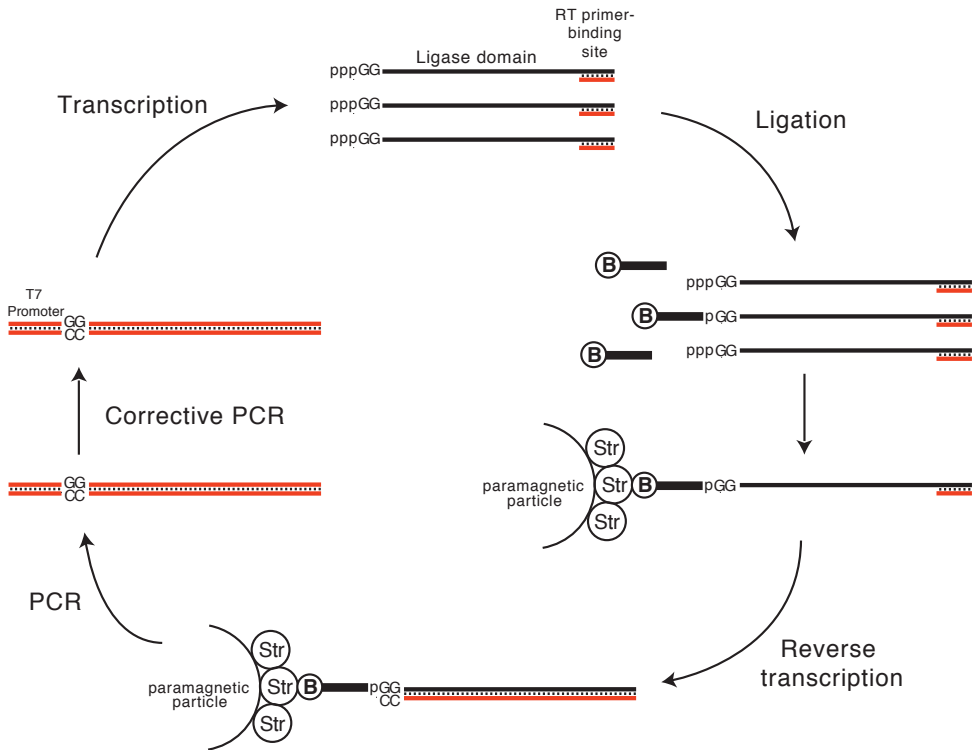 RT primer-
binding
site
Ligase domain
pppGG
pppGG
pppGG
Transcription
Ligation
B
pppGG
B
pGG
B
pppGG
T7
Promoter
GG
CC
Corrective PCR
GG
CC
Str
Str
B
pGG
Str
paramagnetic
particle
PCR
Reverse
transcription
Str
Str
B
pGG
CC
Str
paramagnetic
particle